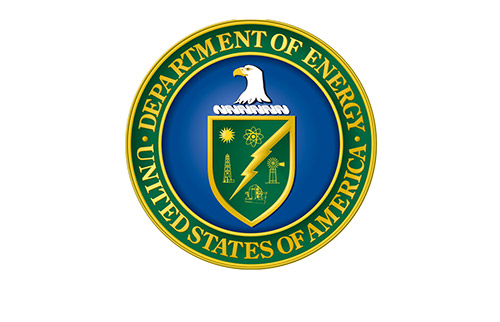 · DEPARTMENT OF ENERGY ·
UNITED STATES OF AMERICA